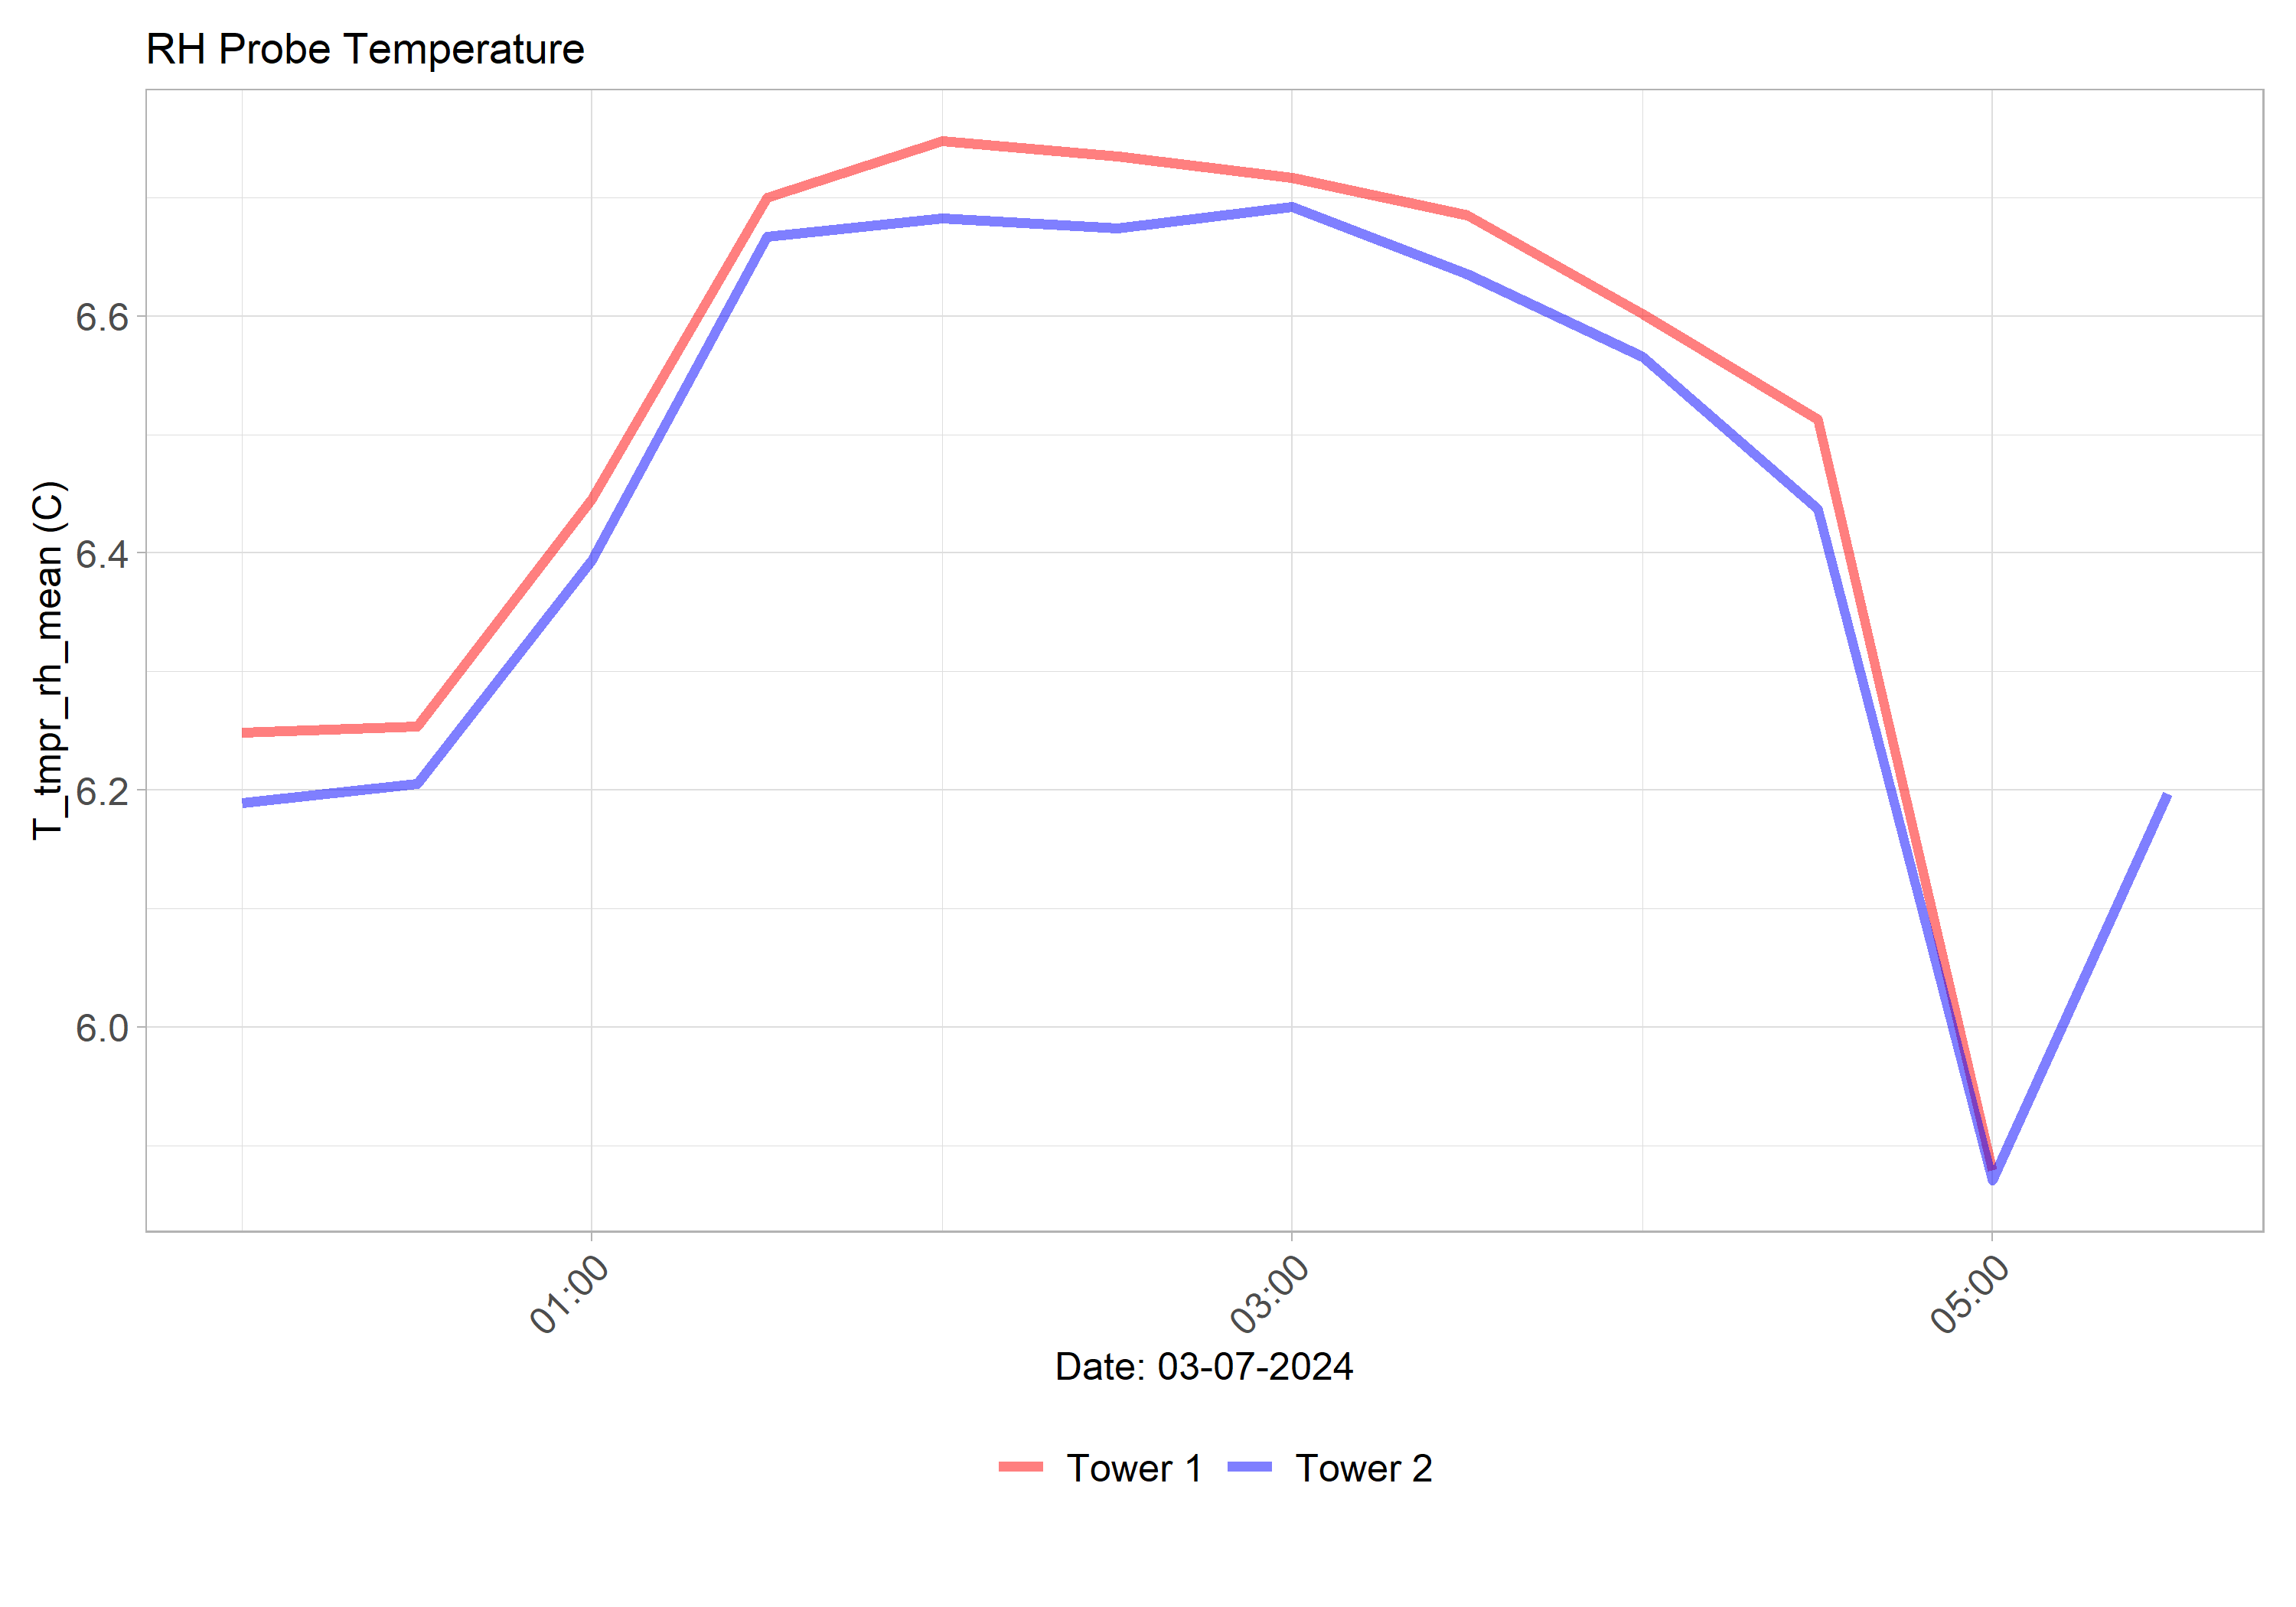 RH Probe Temperature
T_tmpr_rh_mean (C)
6.6
6.4
6.2
6.0
01:00
03:00
05:00
Date: 03-07-2024
Tower 1
Tower 2